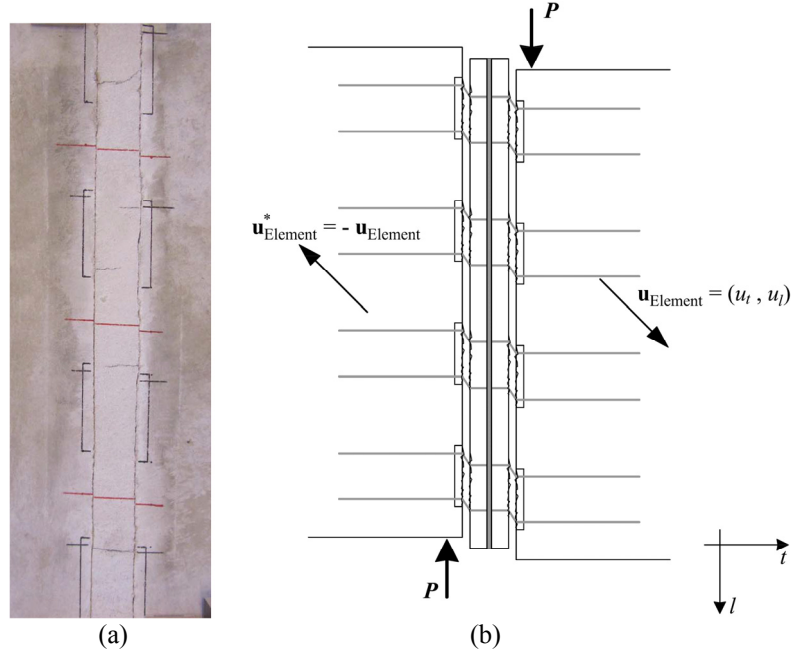 P
u*Element = - uElement
uElement = (ut , ul)
P
t
l
(a)
(b)